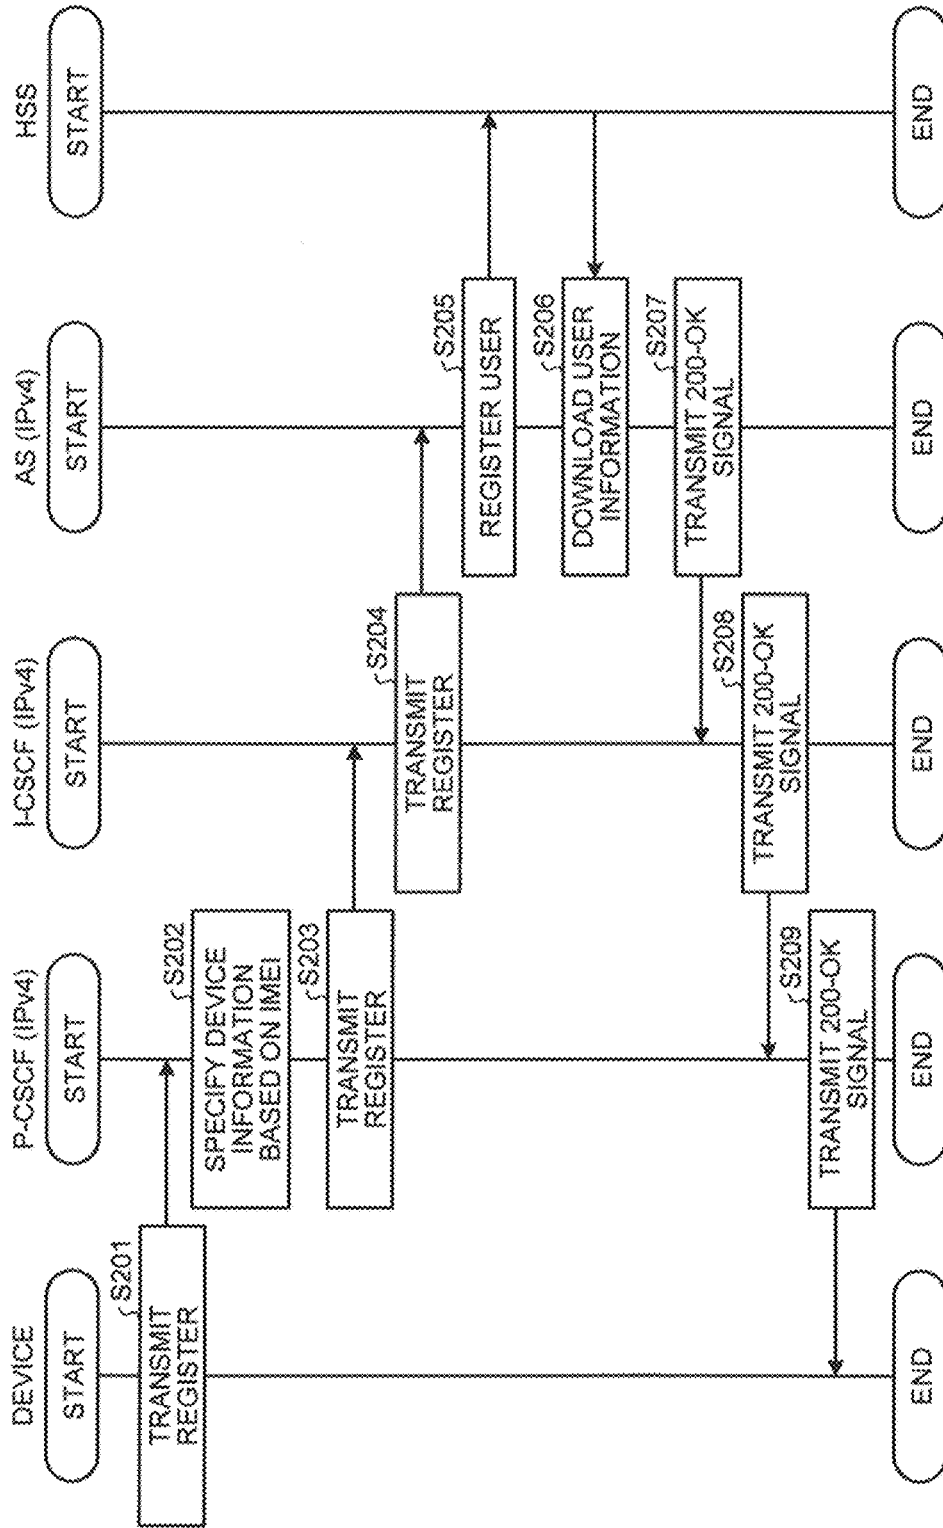 DEVICE
P-CSCF (IPv4)
I-CSCF (IPv4)
AS (IPv4)
HSS
START
START
START
START
START
S201
TRANSMIT
REGISTER
S202
SPECIFY DEVICE
INFORMATION
BASED ON IMEI
S203
TRANSMIT
REGISTER
S204
TRANSMIT
REGISTER
S205
REGISTER USER
S206
DOWNLOAD USER
INFORMATION
S207
TRANSMIT 200-OK
SIGNAL
S208
TRANSMIT 200-OK
SIGNAL
S209
TRANSMIT 200-OK
SIGNAL
END
END
END
END
END